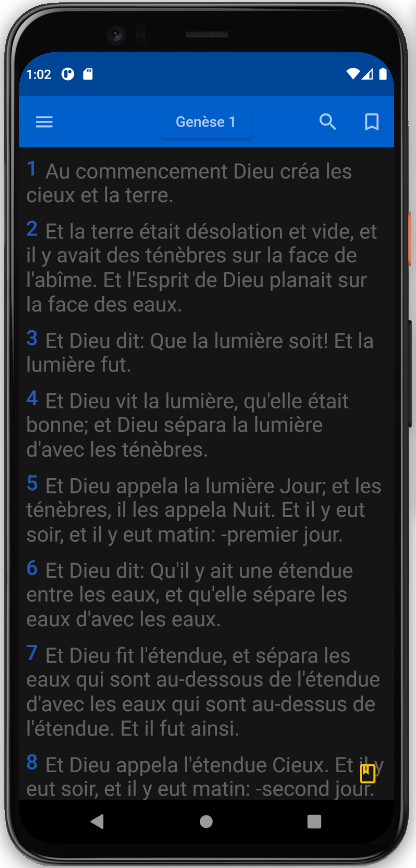 1:02
Genèse 1
1 Au commencement Dieu créa les
cieux et la terre.
2 Et la terre était désolation et vide, et
il y avait des ténèbres sur la face de
l'abîme. Et l'Esprit de Dieu planait sur
la face des eaux.
3 Et Dieu dit: Que la lumière soit! Et la
lumière fut.
4 Et Dieu vit la lumière, qu'elle était
bonne; et Dieu sépara la lumière
d'avec les ténèbres.
5 Et Dieu appela la lumière Jour; et les
ténèbres, il les appela Nuit. Et il y eut
soir, et il y eut matin: -premier jour.
6 Et Dieu dit: Qu'il y ait une étendue
entre les eaux, et qu'elle sépare les
eaux d'avec les eaux.
7 Et Dieu fit l'étendue, et sépara les
eaux qui sont au-dessous de l'étendue
d'avec les eaux qui sont au-dessus de
l'étendue. Et il fut ainsi.
8 Et Dieu appela l'étendue Cieux. Et il y
eut soir, et il y eut matin: -second jour.